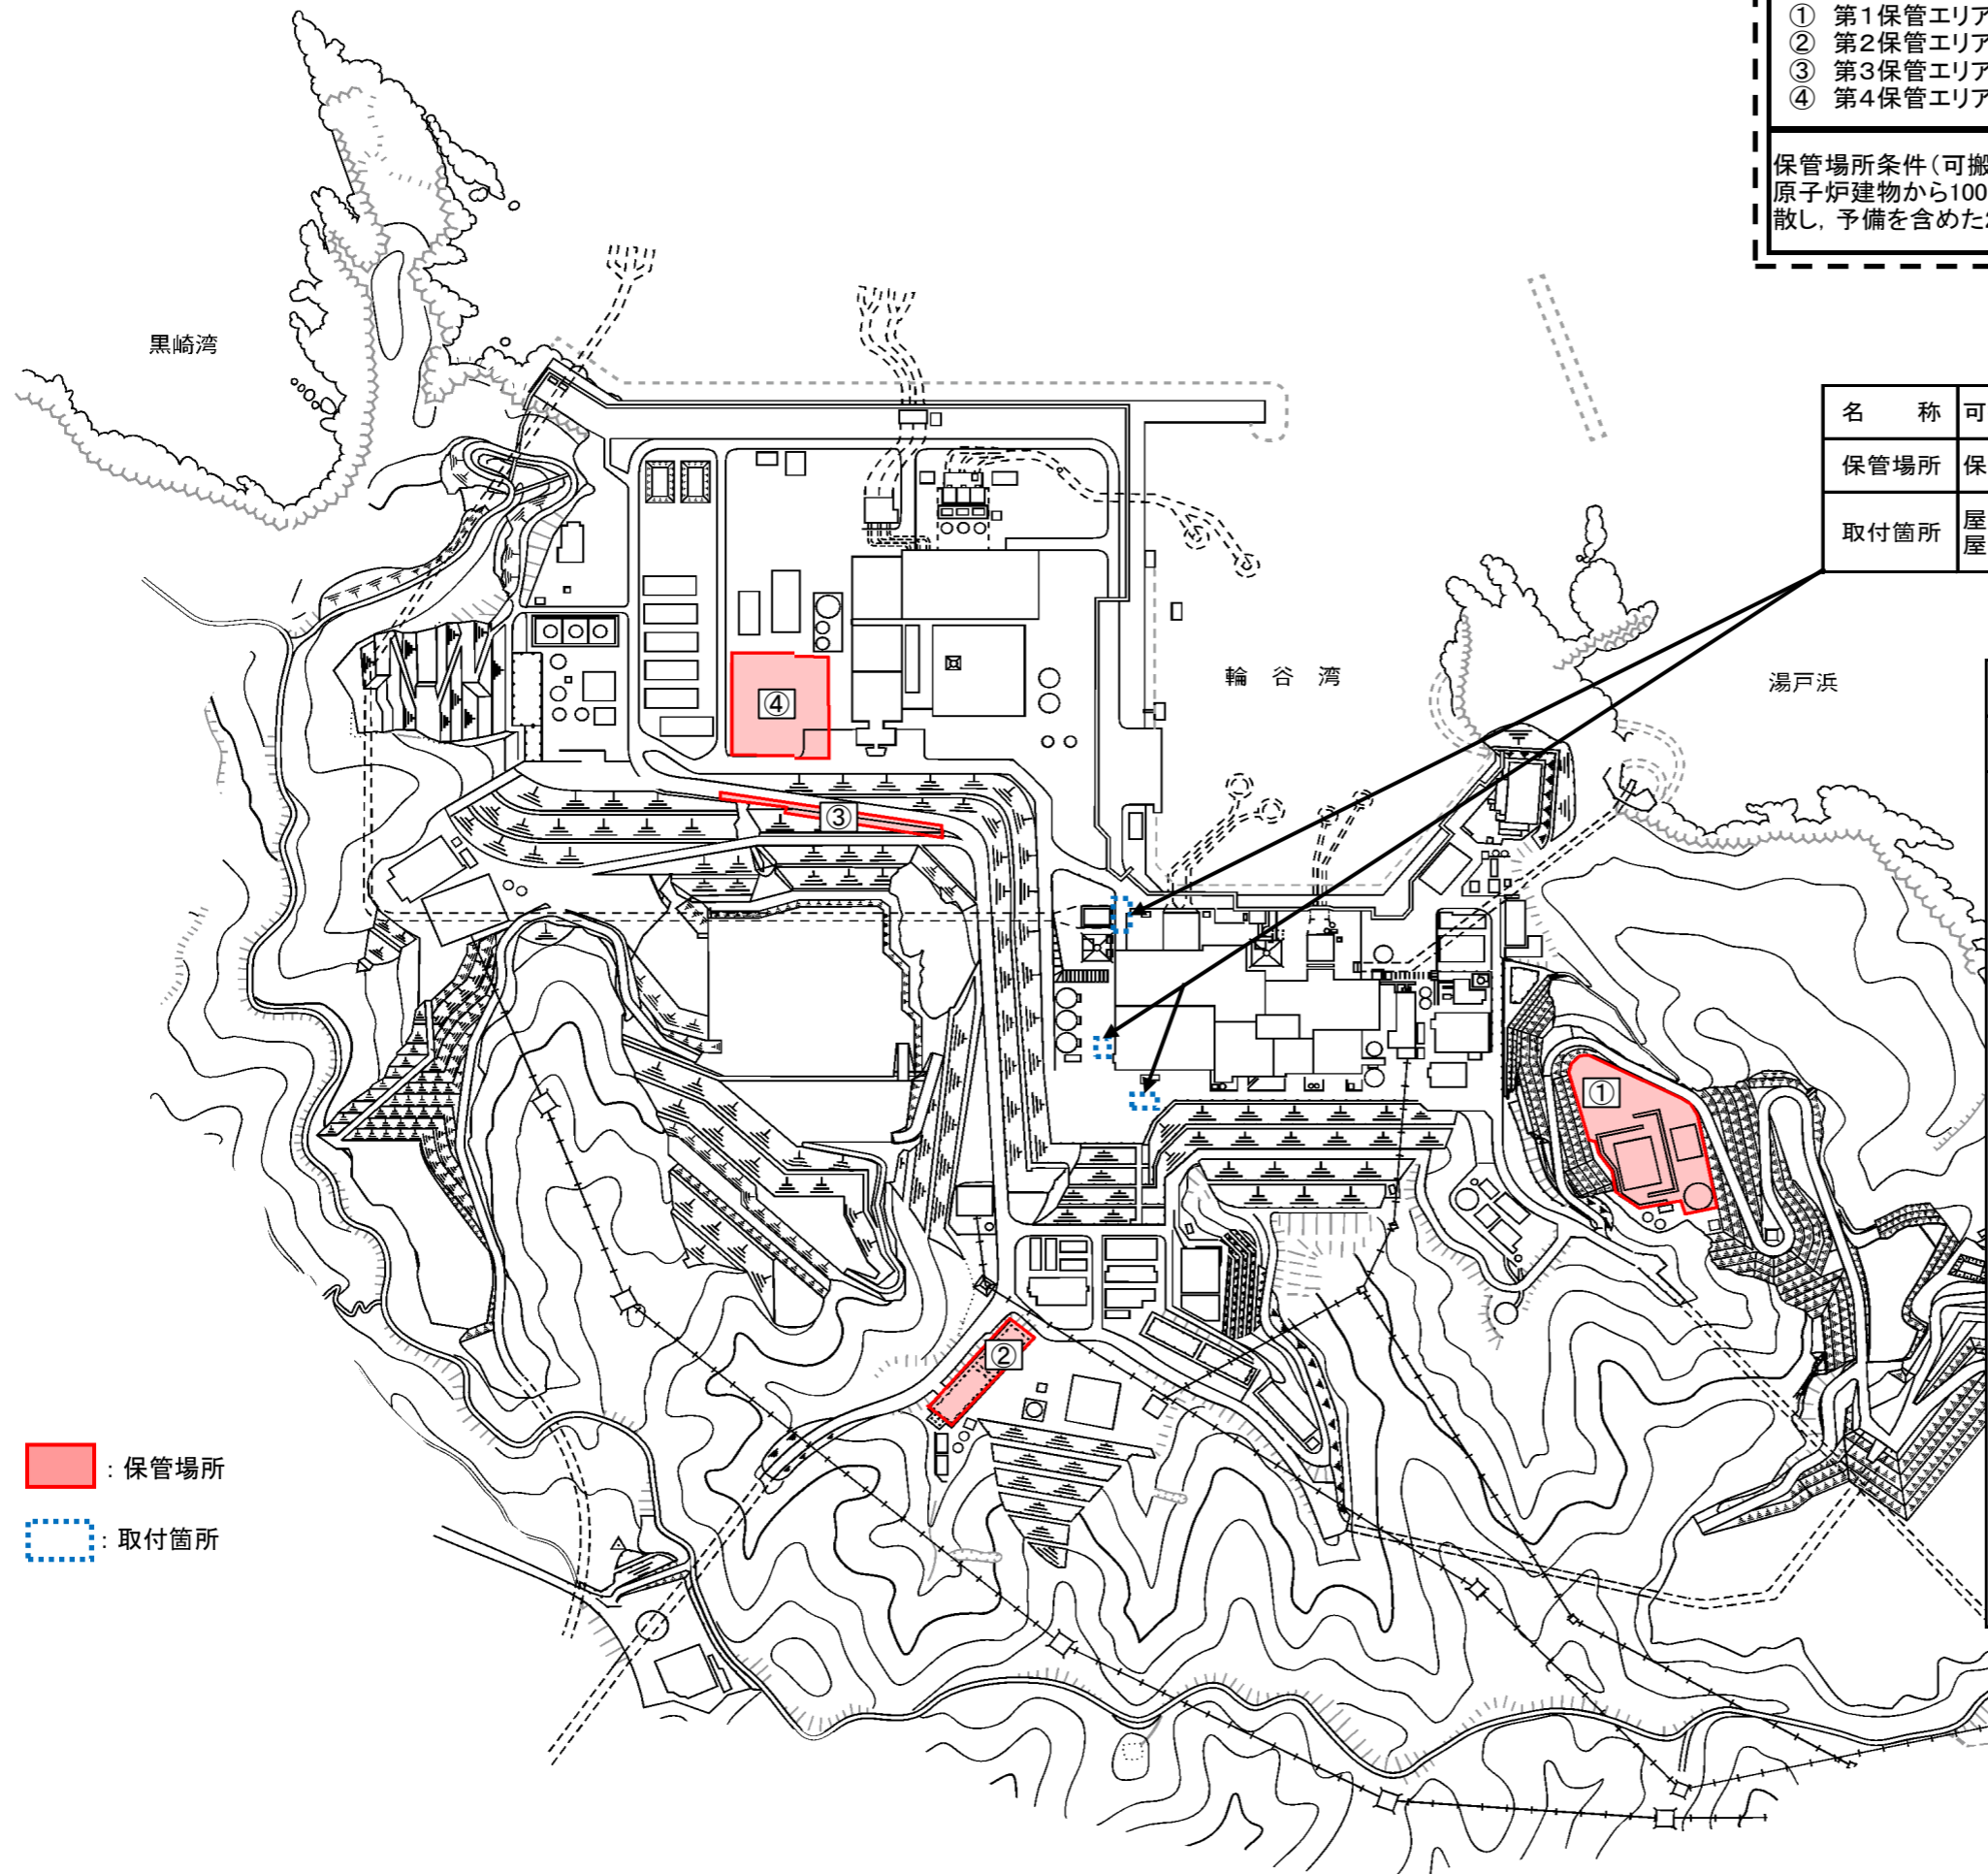 ① 第1保管エリア
② 第2保管エリア
③ 第3保管エリア
④ 第4保管エリア
保管場所条件(可搬
原子炉建物から100
散し，予備を含めた2
黒崎湾
名　　称 可
保管場所 保
取付箇所 屋
屋
輪　谷　湾
湯戸浜
④
③
①
②
：保管場所
：取付箇所